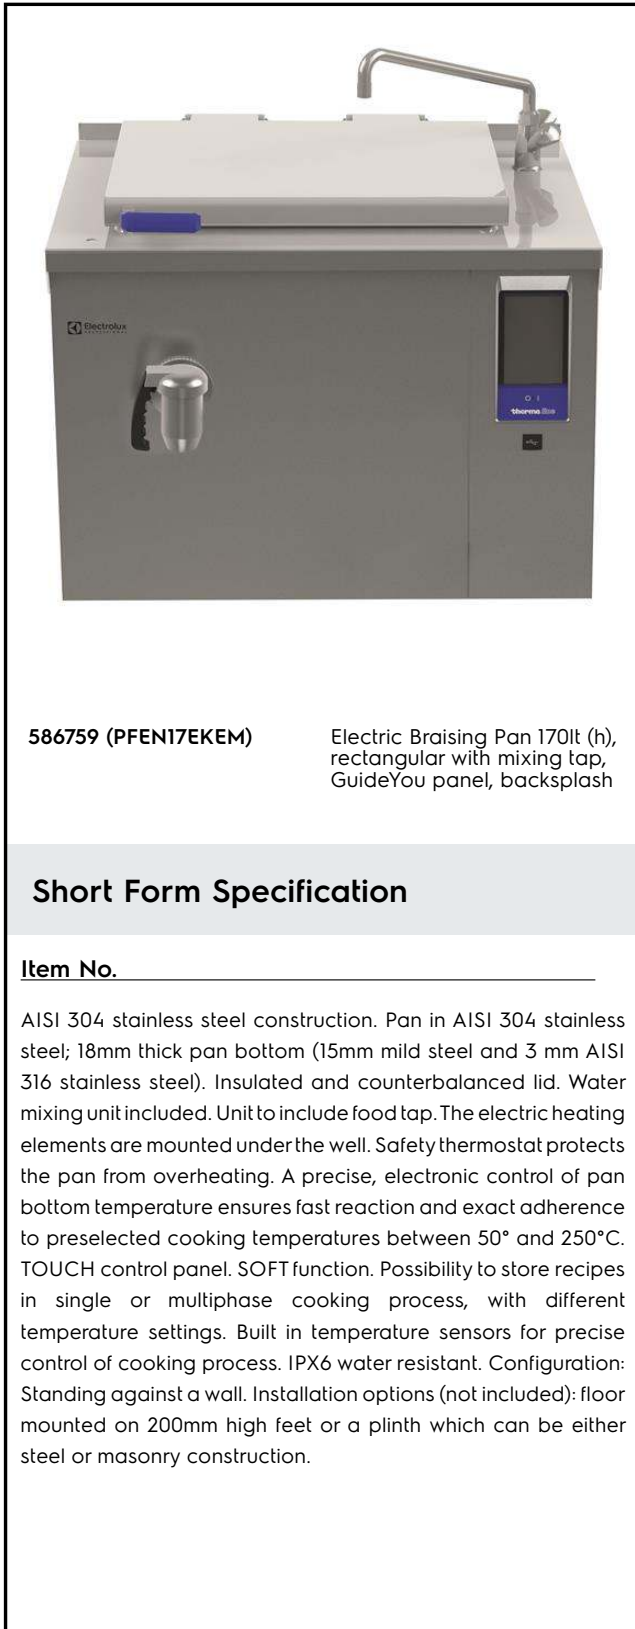 Electrolux
PROFESSIONAL
O I
thermaline
586759 (PFEN17EKEM)
Electric Braising Pan 170lt (h),
rectangular with mixing tap,
GuideYou panel, backsplash
Short Form Specification
Item No.
AISI 304 stainless steel construction. Pan in AISI 304 stainless
steel; 18mm thick pan bottom (15mm mild steel and 3 mm AISI
316 stainless steel). Insulated and counterbalanced lid. Water
mixing unit included. Unit to include food tap. The electric heating
elements are mounted under the well. Safety thermostat protects
the pan from overheating. A precise, electronic control of pan
bottom temperature ensures fast reaction and exact adherence
to preselected cooking temperatures between 50° and 250°C.
TOUCH control panel. SOFT function. Possibility to store recipes
in single or multiphase cooking process, with different
temperature settings. Built in temperature sensors for precise
control of cooking process. IPX6 water resistant. Configuration:
Standing against a wall. Installation options (not included): floor
mounted on 200mm high feet or a plinth which can be either
steel or masonry construction.